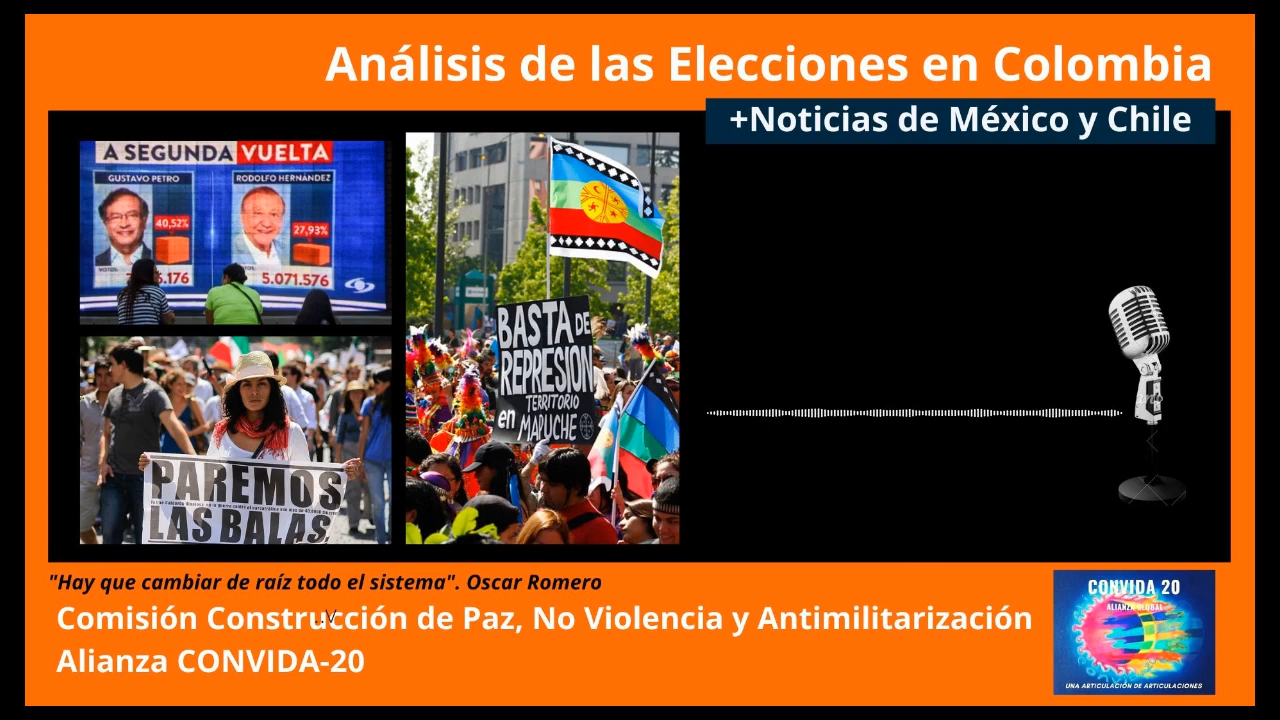 Análisis de las Elecciones en Colombia
+Noticias de México y Chile
A SEGUNDA VUELTA
GUSTAVO PETRO
RODOLFO HERNÁNDEZ
40,52%
27,93%
5.071.576
BASTA DE
REPRESION
en TERRITORIO
MAPUCHE
PAREMOS
LAS BALAS,
"Hay que cambiar de raíz todo el sistema". Oscar Romero
Comisión Construcción de Paz, No Violencia y Antimilitarización
Alianza CONVIDA-20
CONVIDA 20
ALIANZA GLOBAL
UNA ARTICULACIÓN DE ARTICULACIONES